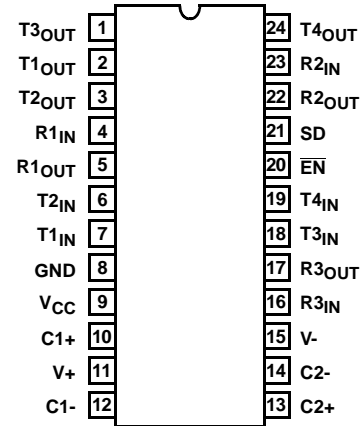 T3OUT 1 24 T4OUT
T1OUT 2 23 R2IN
T2OUT 3 22 R2OUT
R1IN 4 21 SD
R1OUT 5 20 E̅N̅
T2IN 6 19 T4IN
T1IN 7 18 T3IN
GND 8 17 R3OUT
VCC 9 16 R3IN
C1+ 10 15 V-
V+ 11 14 C2-
C1- 12 13 C2+